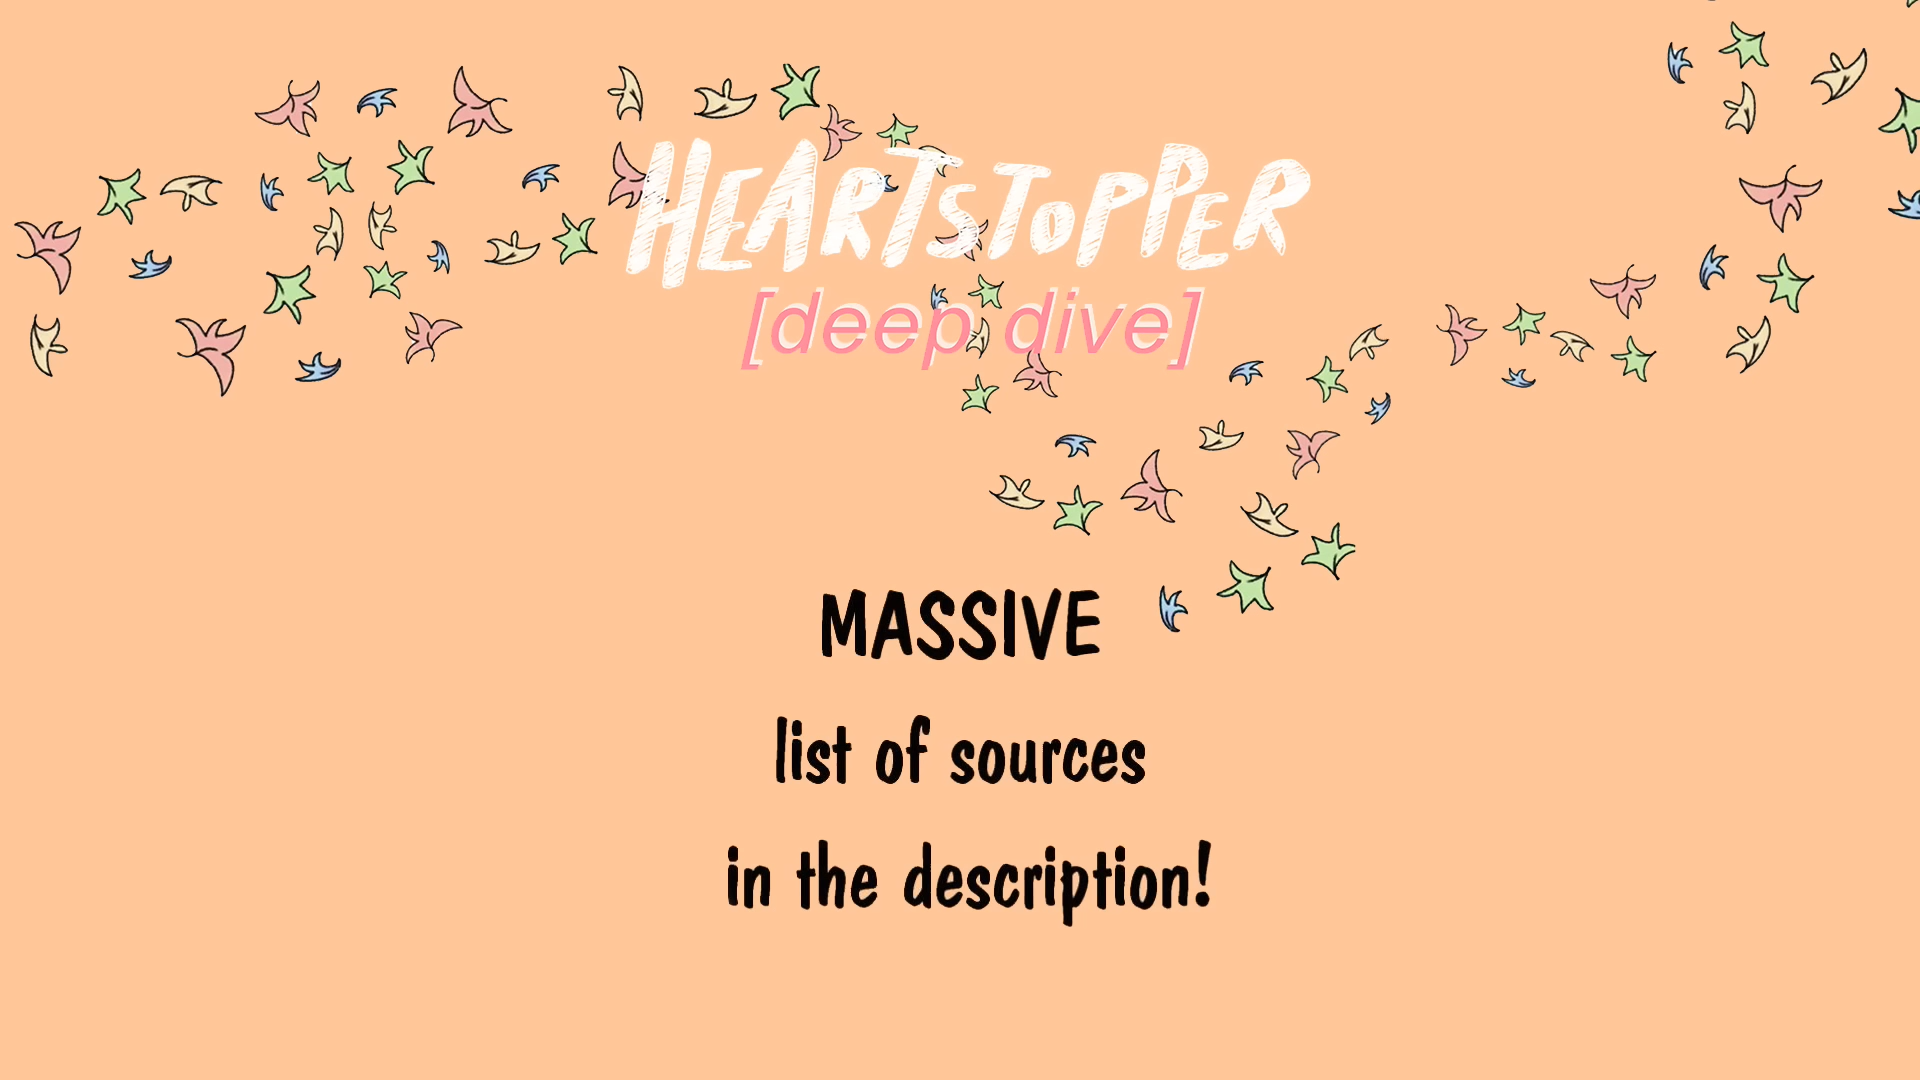 HEARTSTOPPER
[deep dive]
MASSIVE
list of sources
in the description!